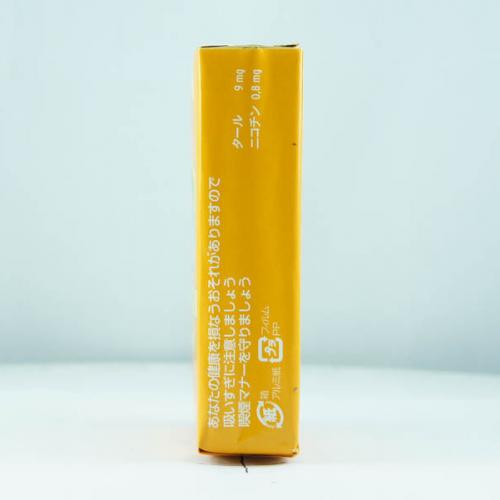 あなたの健康を損なうおそれがありますので
吸いすぎに注意しましょう
喫煙マナーを守りましょう
タール 9 mg
ニコチン 0.8 mg
紙
箱
アルミ紙
プラ
フィルム
PP